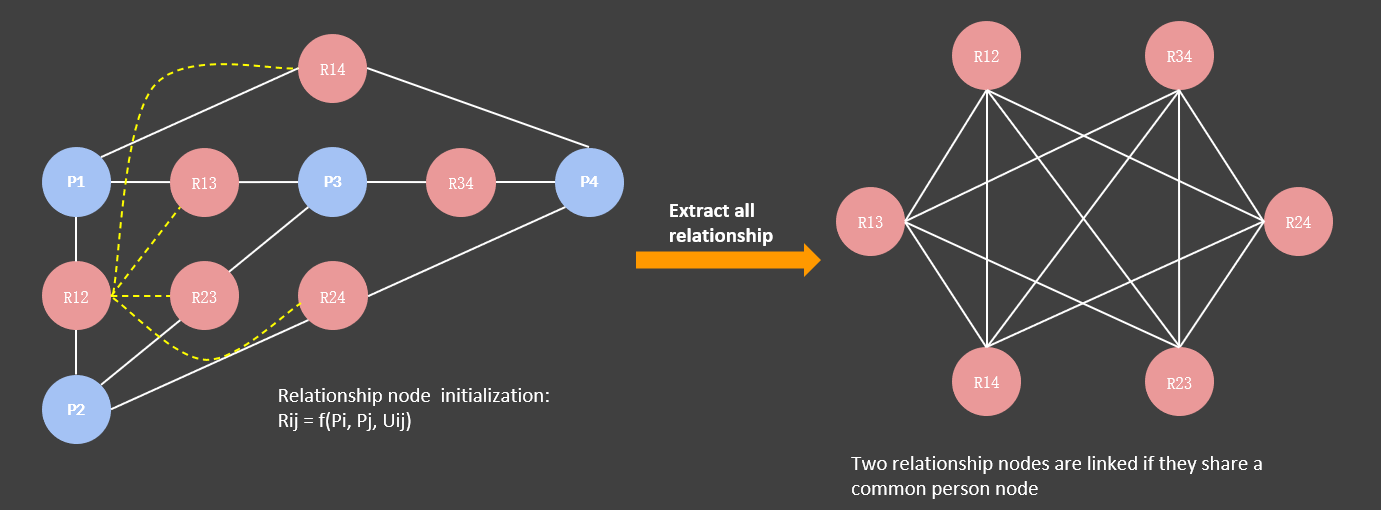 R14
P1
R13
P3
R34
P4
R12
R23
R24
P2
Relationship node initialization:
Rij = f(Pi, Pj, Uij)
Extract all
relationship
R12
R34
R13
R24
R14
R23
Two relationship nodes are linked if they share a
common person node